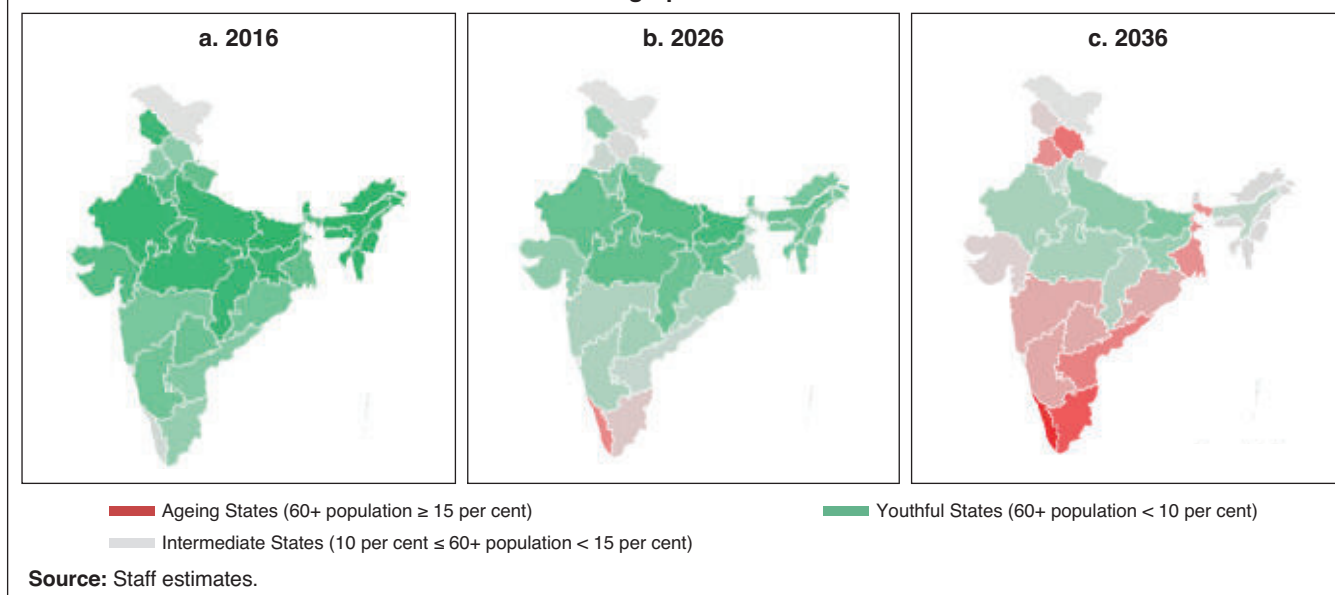 a. 2016
b. 2026
c. 2036
Ageing States (60+ population ≥ 15 per cent)
Youthful States (60+ population < 10 per cent)
Intermediate States (10 per cent ≤ 60+ population < 15 per cent)
Source: Staff estimates.